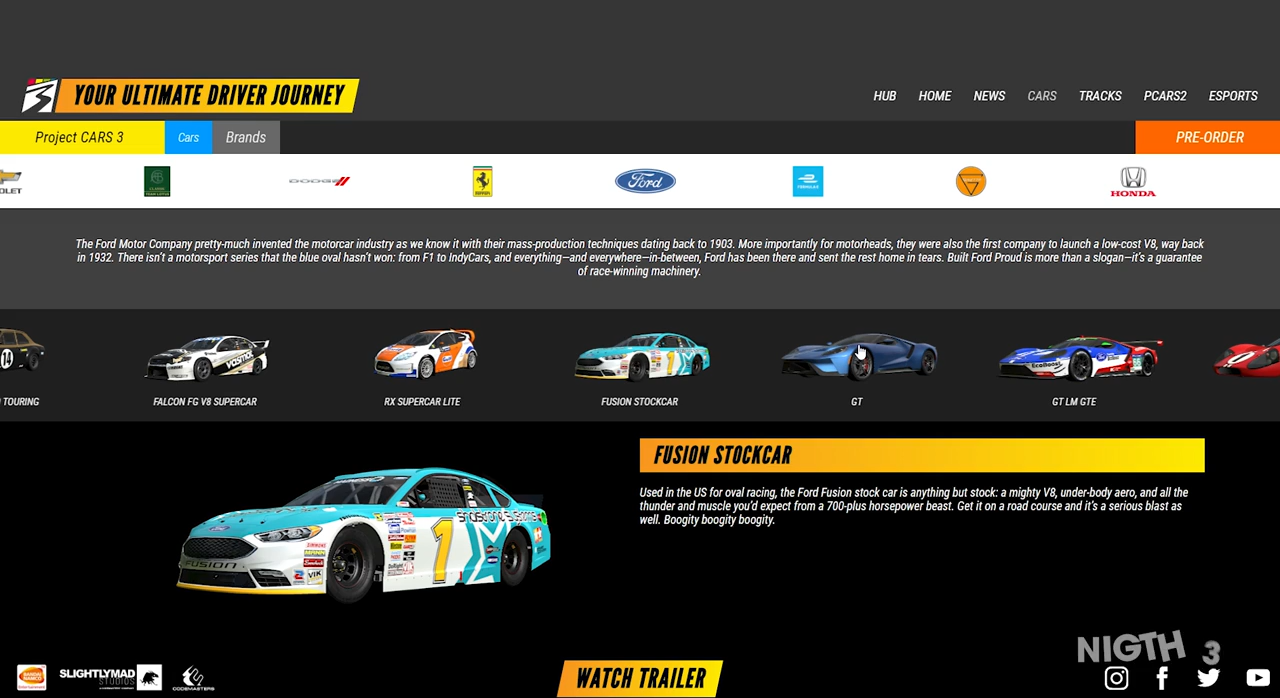 YOUR ULTIMATE DRIVER JOURNEY
HUB HOME NEWS CARS TRACKS PCARS2 ESPORTS
Project CARS 3 Cars Brands PRE-ORDER
DODGE Ford HONDA
The Ford Motor Company pretty-much invented the motorcar industry as we know it with their mass-production techniques dating back to 1903. More importantly for motorheads, they were also the first company to launch a low-cost V8, way back
in 1932. There isn't a motorsport series that the blue oval hasn't won: from F1 to IndyCars, and everything—and everywhere—in-between, Ford has been there and sent the rest home in tears. Built Ford Proud is more than a slogan—it's a guarantee
of race-winning machinery.
TOURING FALCON FG V8 SUPERCAR RX SUPERCAR LITE FUSION STOCKCAR GT GT LM GTE
FUSION STOCKCAR
Used in the US for oval racing, the Ford Fusion stock car is anything but stock: a mighty V8, under-body aero, and all the
thunder and muscle you'd expect from a 700-plus horsepower beast. Get it on a road course and it's a serious blast as
well. Boogity boogity boogity.
1
FUSION
VIK
NIGTH 3
SLIGHTLYMAD
STUDIOS
CODEMASTERS
WATCH TRAILER